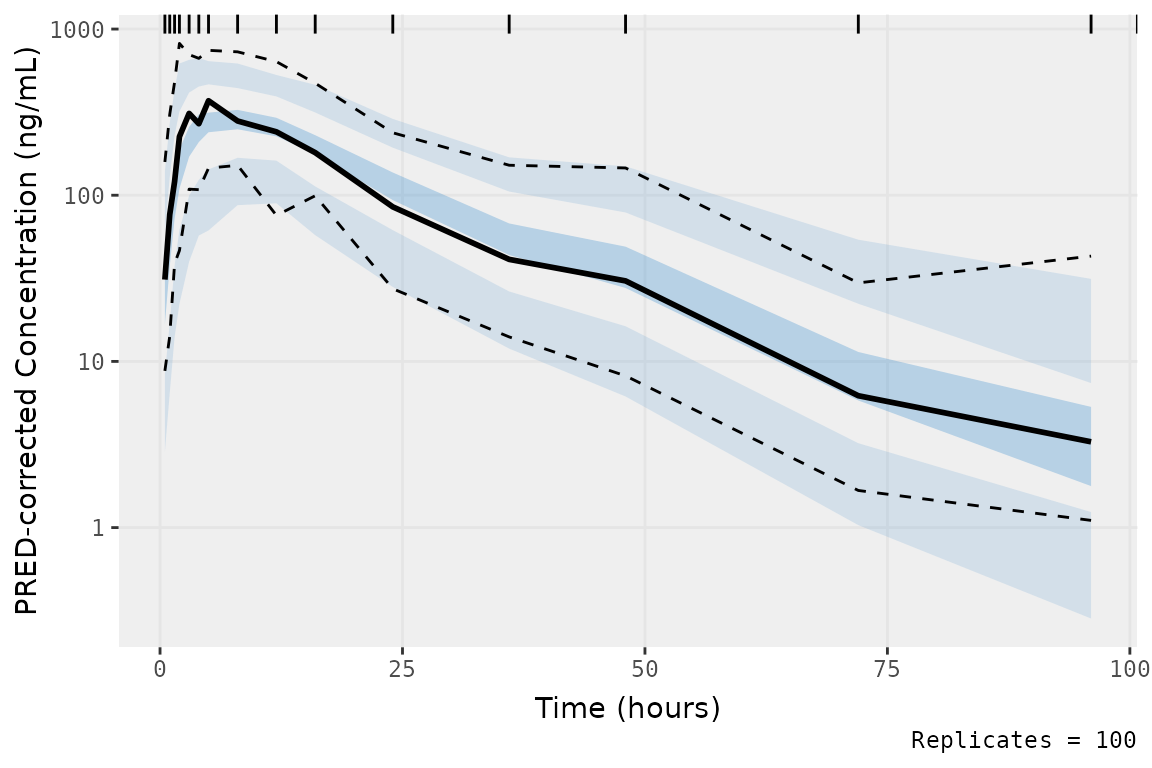 PRED-corrected Concentration (ng/mL)
1000
100
10
1
0 25 50 75 100
Time (hours)
Replicates = 100